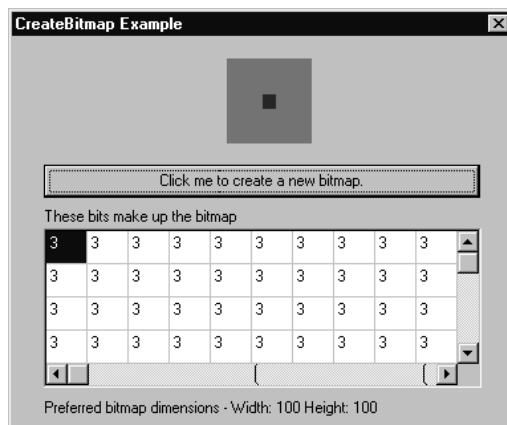 CreateBitmap Example
Click me to create a new bitmap.
These bits make up the bitmap
3 3 3 3 3 3 3 3 3 3
3 3 3 3 3 3 3 3 3 3
3 3 3 3 3 3 3 3 3 3
3 3 3 3 3 3 3 3 3 3
Preferred bitmap dimensions - Width: 100 Height: 100